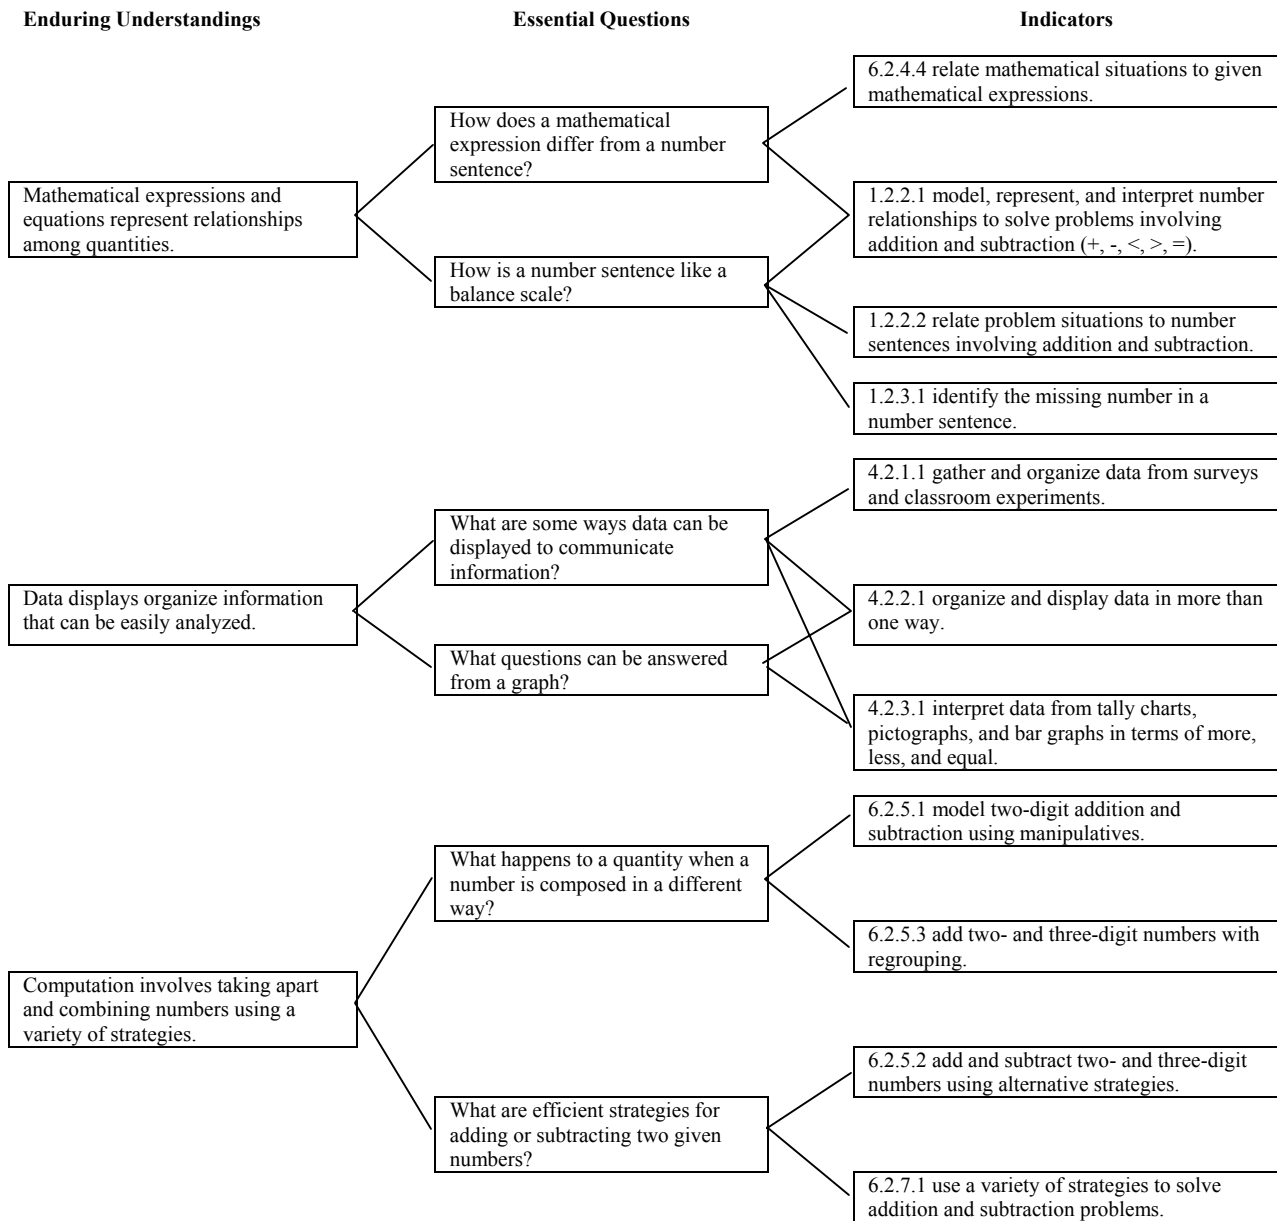 Enduring Understandings
Essential Questions
Indicators
6.2.4.4 relate mathematical situations to given
mathematical expressions.
How does a mathematical
expression differ from a number
sentence?
Mathematical expressions and
equations represent relationships
among quantities.
1.2.2.1 model, represent, and interpret number
relationships to solve problems involving
addition and subtraction (+, -, <, >, =).
How is a number sentence like a
balance scale?
1.2.2.2 relate problem situations to number
sentences involving addition and subtraction.
1.2.3.1 identify the missing number in a
number sentence.
4.2.1.1 gather and organize data from surveys
and classroom experiments.
What are some ways data can be
displayed to communicate
information?
Data displays organize information
that can be easily analyzed.
4.2.2.1 organize and display data in more than
one way.
What questions can be answered
from a graph?
4.2.3.1 interpret data from tally charts,
pictographs, and bar graphs in terms of more,
less, and equal.
6.2.5.1 model two-digit addition and
subtraction using manipulatives.
What happens to a quantity when a
number is composed in a different
way?
6.2.5.3 add two- and three-digit numbers with
regrouping.
Computation involves taking apart
and combining numbers using a
variety of strategies.
6.2.5.2 add and subtract two- and three-digit
numbers using alternative strategies.
What are efficient strategies for
adding or subtracting two given
numbers?
6.2.7.1 use a variety of strategies to solve
addition and subtraction problems.